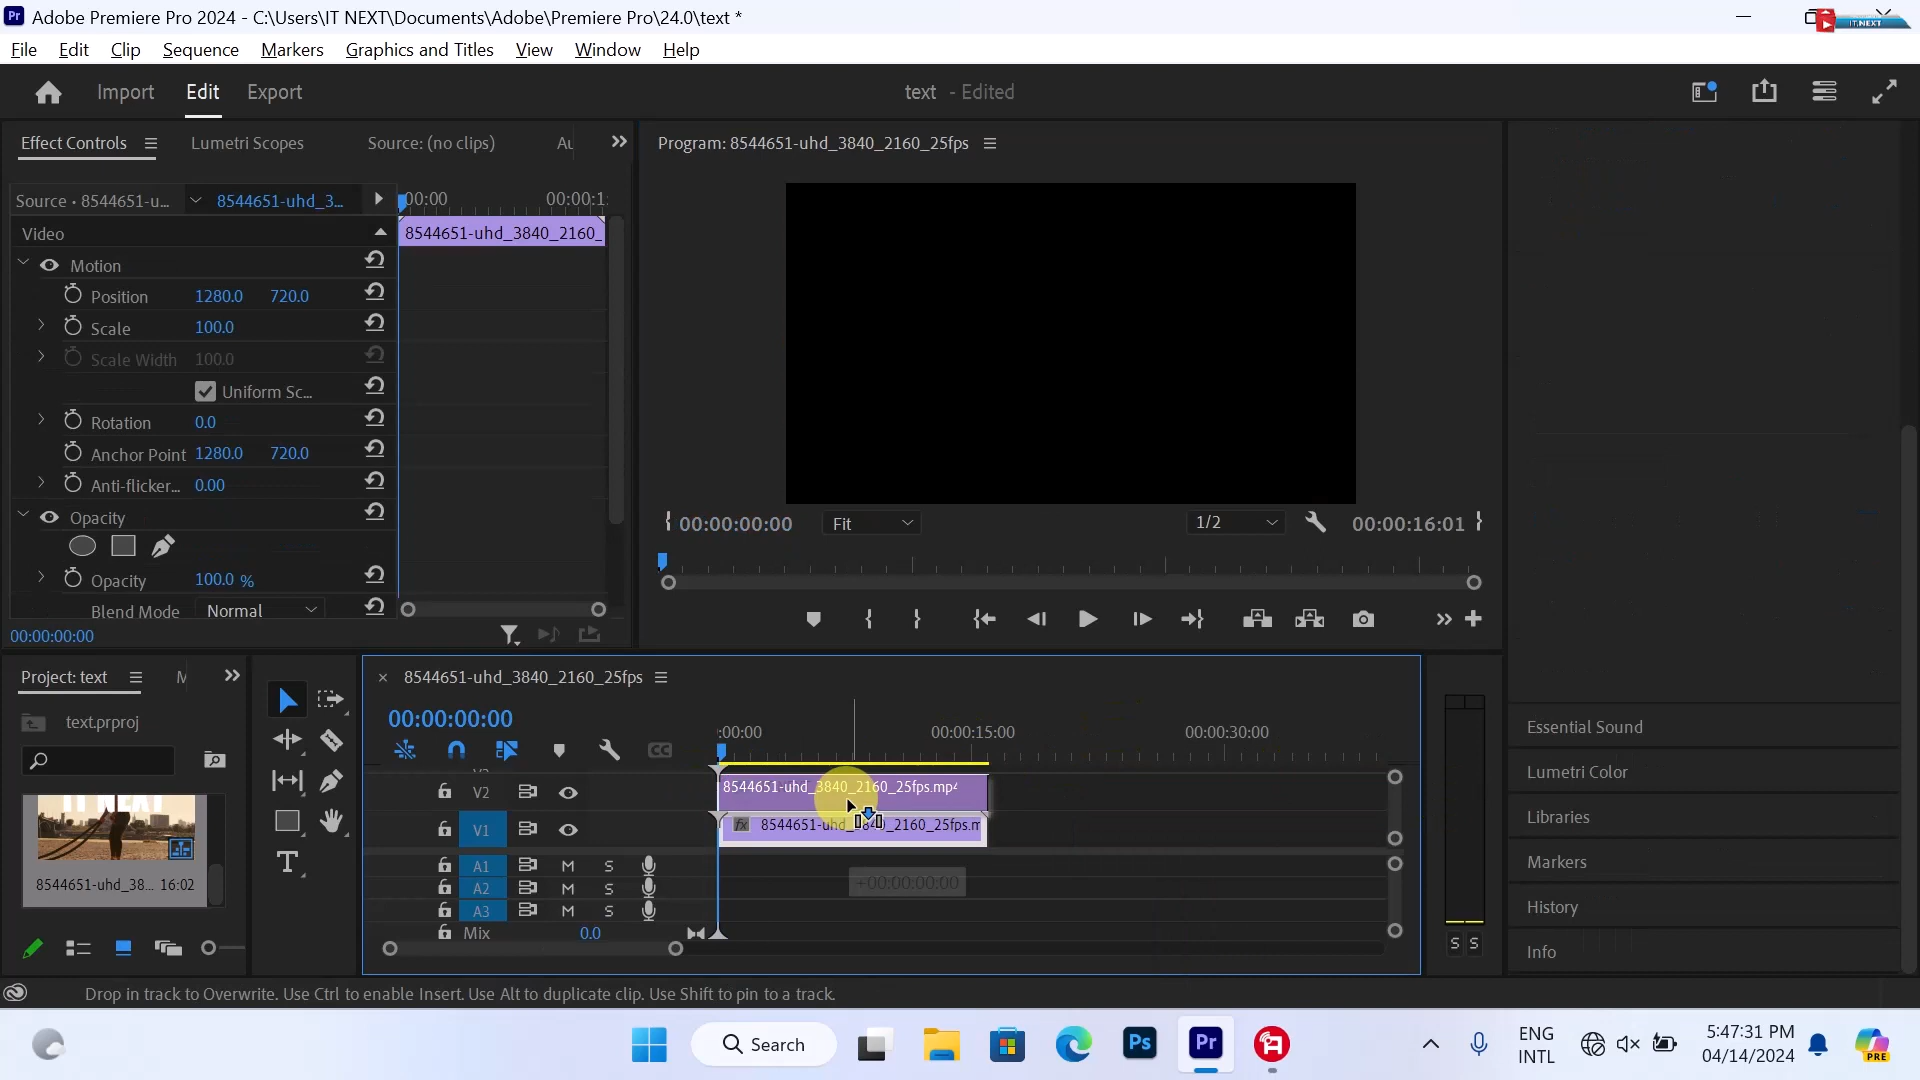 Adobe Premiere Pro 2024 - C:\Users\IT NEXT\Documents\Adobe\Premiere Pro\24.0\text *
IT.NEXT
File Edit Clip Sequence Markers Graphics and Titles View Window Help
Import Edit Export
text - Edited
Effect Controls Lumetri Scopes Source: (no clips) Au
Program: 8544651-uhd_3840_2160_25fps
Source • 8544651-u... 8544651-uhd_3... :00:00 00:00:1:
Video
8544651-uhd_3840_2160_
Motion
Position 1280.0 720.0
Scale 100.0
Scale Width 100.0
Uniform Sc...
Rotation 0.0
Anchor Point 1280.0 720.0
Anti-flicker... 0.00
Opacity
Opacity 100.0 %
Blend Mode Normal
00:00:00:00
00:00:00:00 Fit 1/2 00:00:16:01
Project: text M
text.prproj
IT NEXT
8544651-uhd_38... 16:02
8544651-uhd_3840_2160_25fps
00:00:00:00
:00:00 00:00:15:00 00:00:30:00
V2 8544651-uhd_3840_2160_25fps.mp4
V1 fx 8544651-uhd_3840_2160_25fps.m
A1 M S
A2 M S +00:00:00:00
A3 M S
Mix 0.0
S S
Essential Sound
Lumetri Color
Libraries
Markers
History
Info
Drop in track to Overwrite. Use Ctrl to enable Insert. Use Alt to duplicate clip. Use Shift to pin to a track.
Search
Ps
Pr
ENG
INTL
5:47:31 PM
04/14/2024
PRE